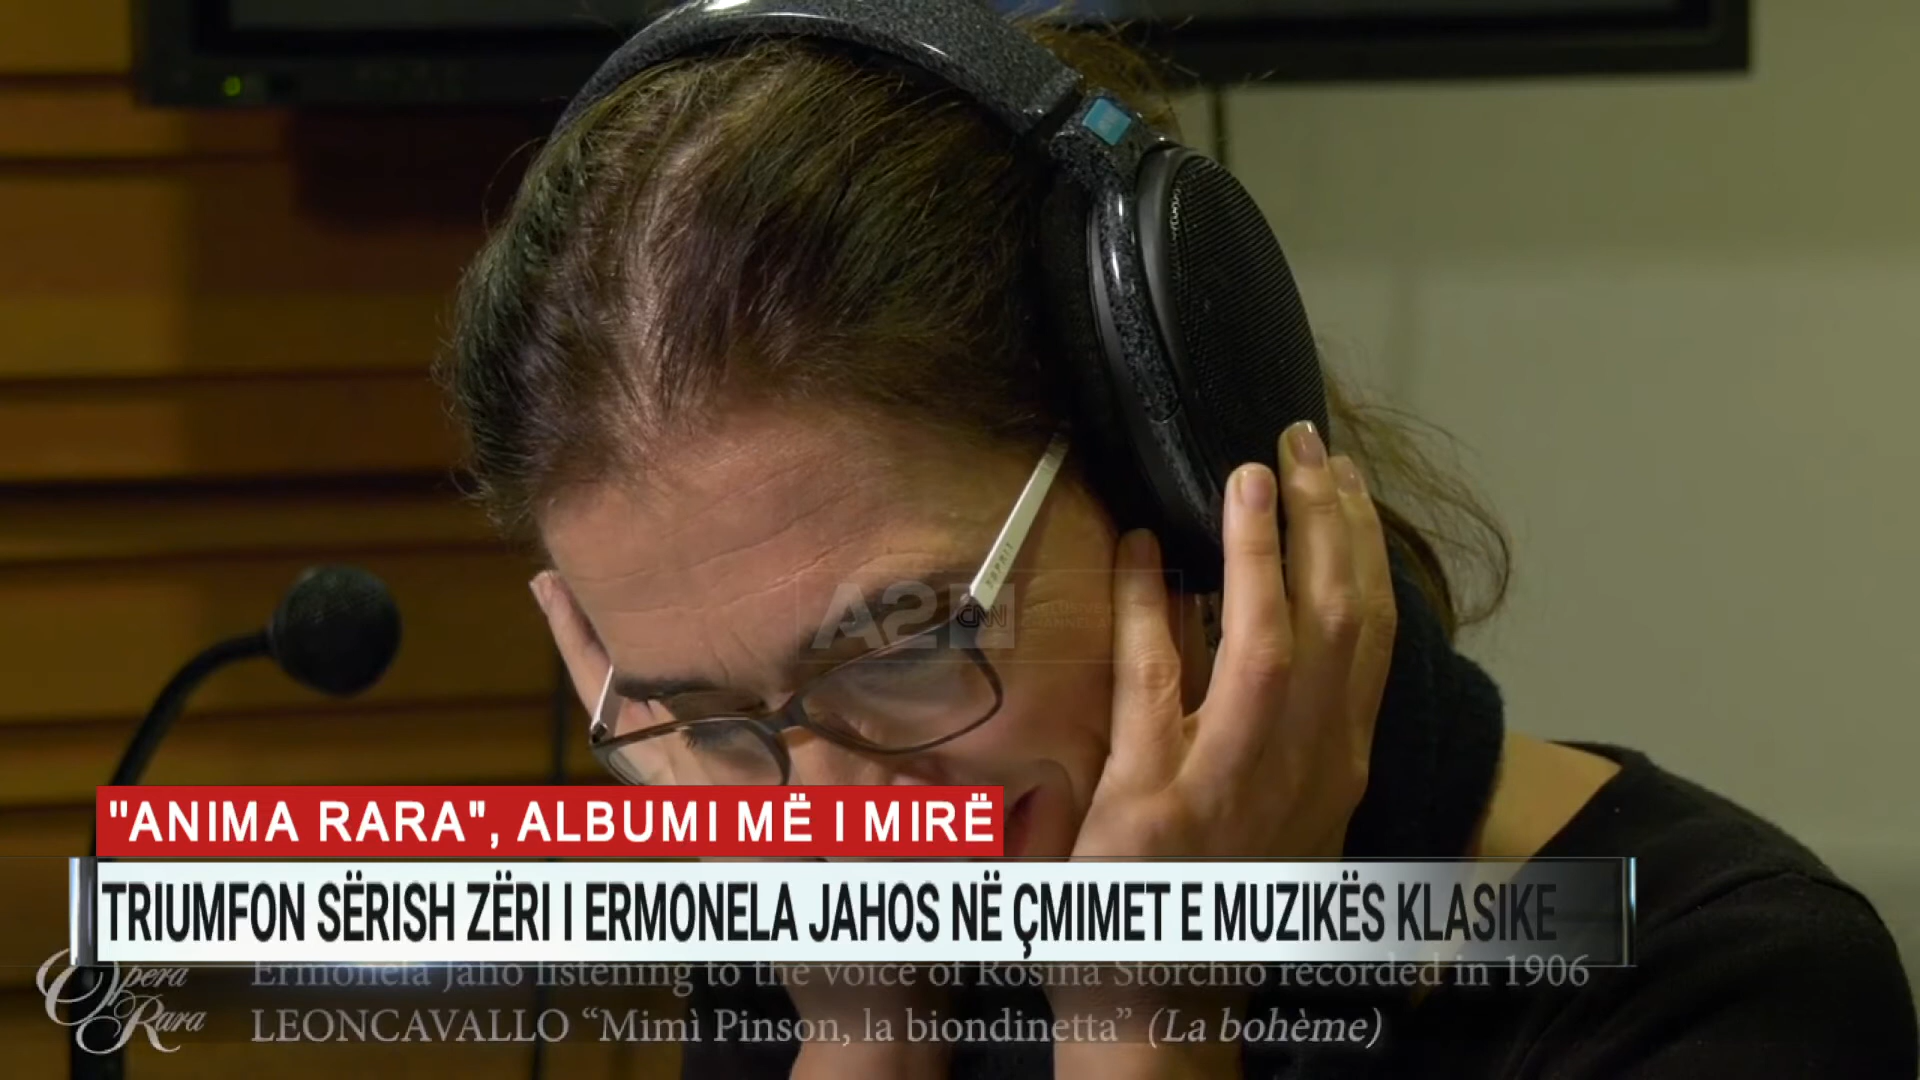 ESPRIT
A2 CNN
"ANIMA RARA", ALBUMI MË I MIRË
TRIUMFON SËRISH ZËRI I ERMONELA JAHOS NË ÇMIMET E MUZIKËS KLASIKE
Opera Rara
Ermonela Jaho listening to the voice of Rosina Storchio recorded in 1906
LEONCAVALLO “Mimì Pinson, la biondinetta” (La bohème)